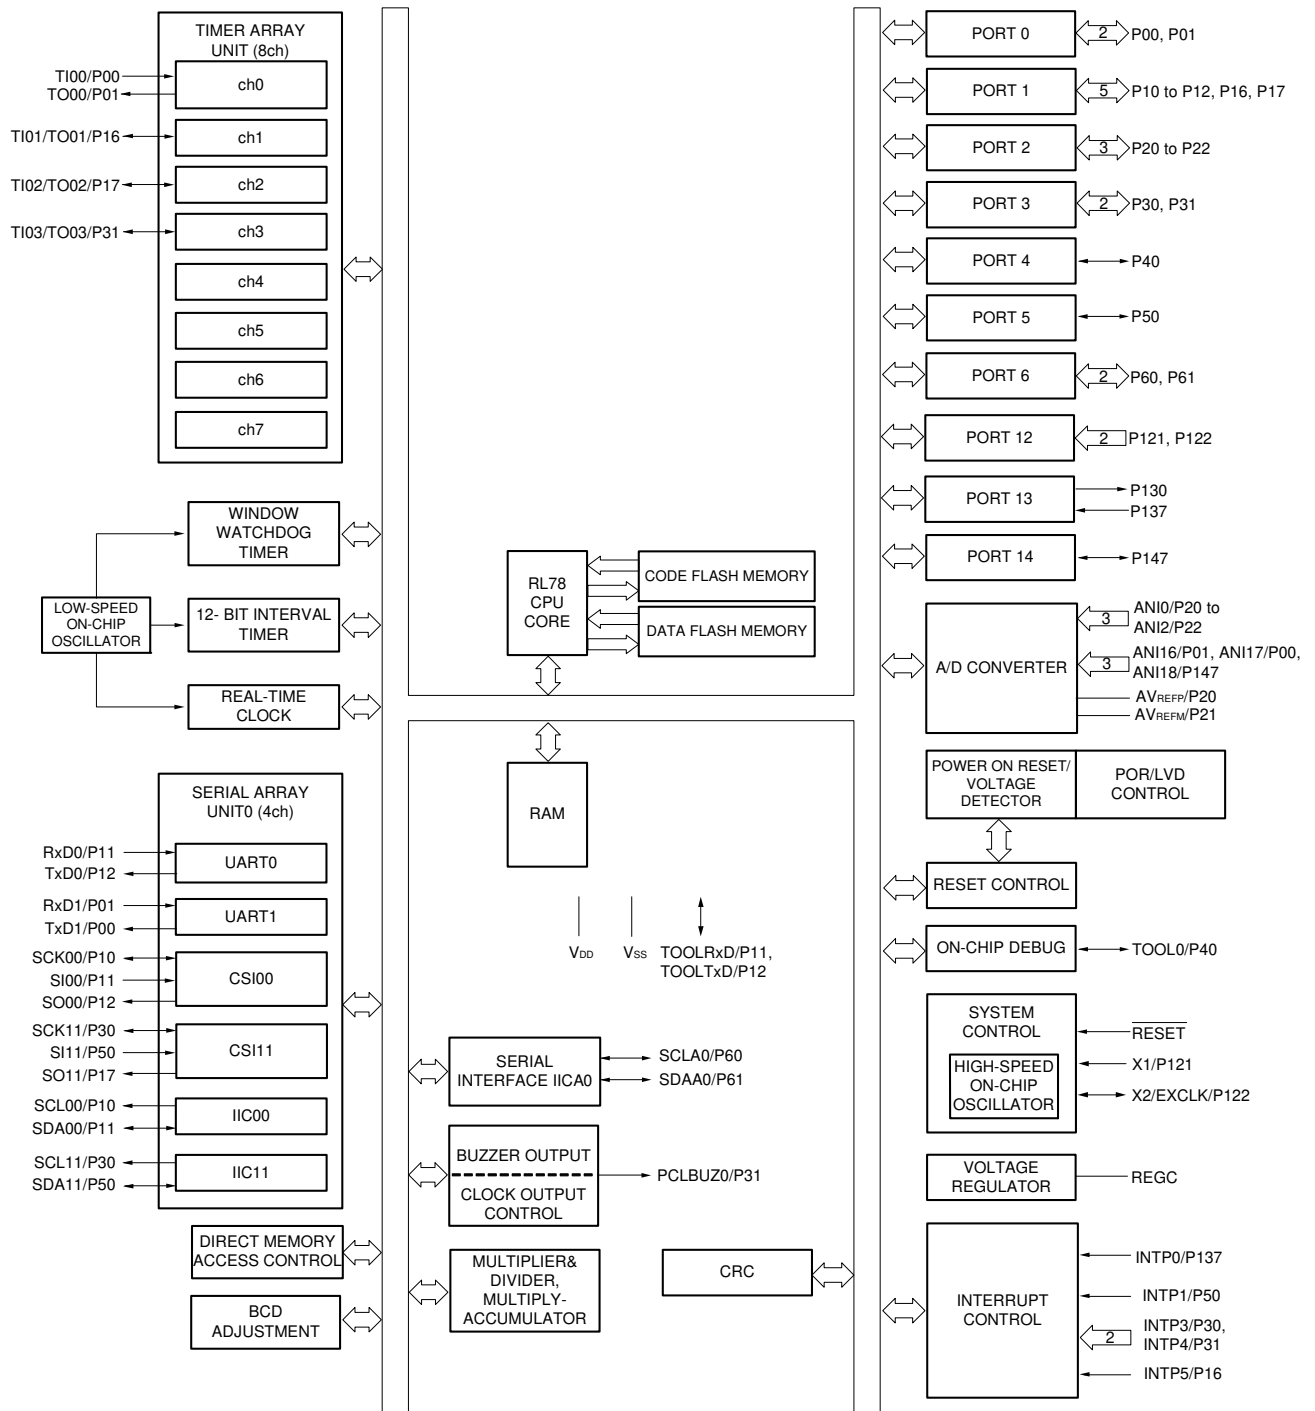 TIMER ARRAY
UNIT (8ch)
TI00/P00
TO00/P01
ch0
TI01/TO01/P16
ch1
TI02/TO02/P17
ch2
TI03/TO03/P31
ch3
ch4
ch5
ch6
ch7
WINDOW
WATCHDOG
TIMER
LOW-SPEED
ON-CHIP
OSCILLATOR
12- BIT INTERVAL
TIMER
REAL-TIME
CLOCK
SERIAL ARRAY
UNIT0 (4ch)
RxD0/P11
TxD0/P12
UART0
RxD1/P01
TxD1/P00
UART1
SCK00/P10
SI00/P11
SO00/P12
CSI00
SCK11/P30
SI11/P50
SO11/P17
CSI11
SCL00/P10
SDA00/P11
IIC00
SCL11/P30
SDA11/P50
IIC11
DIRECT MEMORY
ACCESS CONTROL
BCD
ADJUSTMENT
RL78
CPU
CORE
CODE FLASH MEMORY
DATA FLASH MEMORY
RAM
VDD
VSS
TOOLRxD/P11,
TOOLTxD/P12
SERIAL
INTERFACE IICA0
SCLA0/P60
SDAA0/P61
BUZZER OUTPUT
CLOCK OUTPUT
CONTROL
PCLBUZ0/P31
MULTIPLIER&
DIVIDER,
MULTIPLY-
ACCUMULATOR
CRC
PORT 0
2
P00, P01
PORT 1
5
P10 to P12, P16, P17
PORT 2
3
P20 to P22
PORT 3
2
P30, P31
PORT 4
P40
PORT 5
P50
PORT 6
2
P60, P61
PORT 12
2
P121, P122
PORT 13
P130
P137
PORT 14
P147
A/D CONVERTER
3
ANI0/P20 to
ANI2/P22
3
ANI16/P01, ANI17/P00,
ANI18/P147
AVREFP/P20
AVREFM/P21
POWER ON RESET/
VOLTAGE
DETECTOR
POR/LVD
CONTROL
RESET CONTROL
ON-CHIP DEBUG
TOOL0/P40
SYSTEM
CONTROL
HIGH-SPEED
ON-CHIP
OSCILLATOR
RESET
X1/P121
X2/EXCLK/P122
VOLTAGE
REGULATOR
REGC
INTERRUPT
CONTROL
INTP0/P137
INTP1/P50
2
INTP3/P30,
INTP4/P31
INTP5/P16